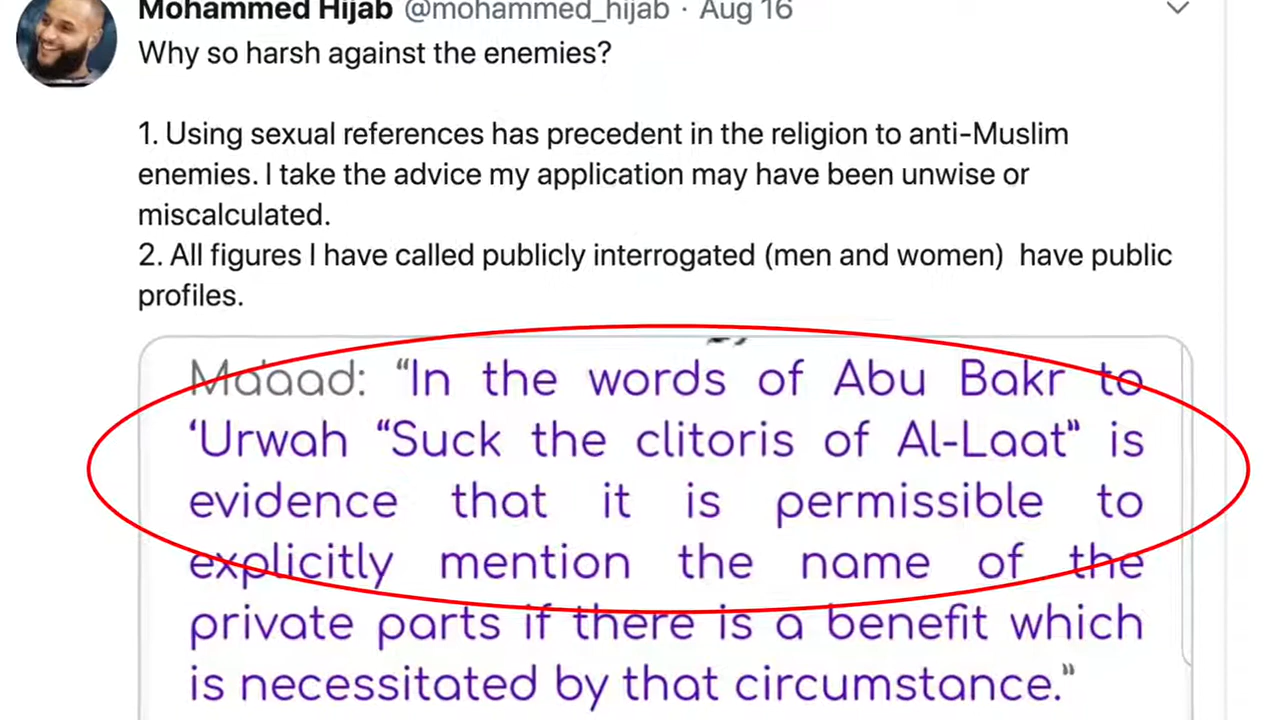 Mohammed Hijab @mohammed_hijab · Aug 16
Why so harsh against the enemies?
1. Using sexual references has precedent in the religion to anti-Muslim
enemies. I take the advice my application may have been unwise or
miscalculated.
2. All figures I have called publicly interrogated (men and women)  have public
profiles.
Maaad: “In the words of Abu Bakr to
‘Urwah “Suck the clitoris of Al-Laat” is
evidence that it is permissible to
explicitly mention the name of the
private parts if there is a benefit which
is necessitated by that circumstance.”